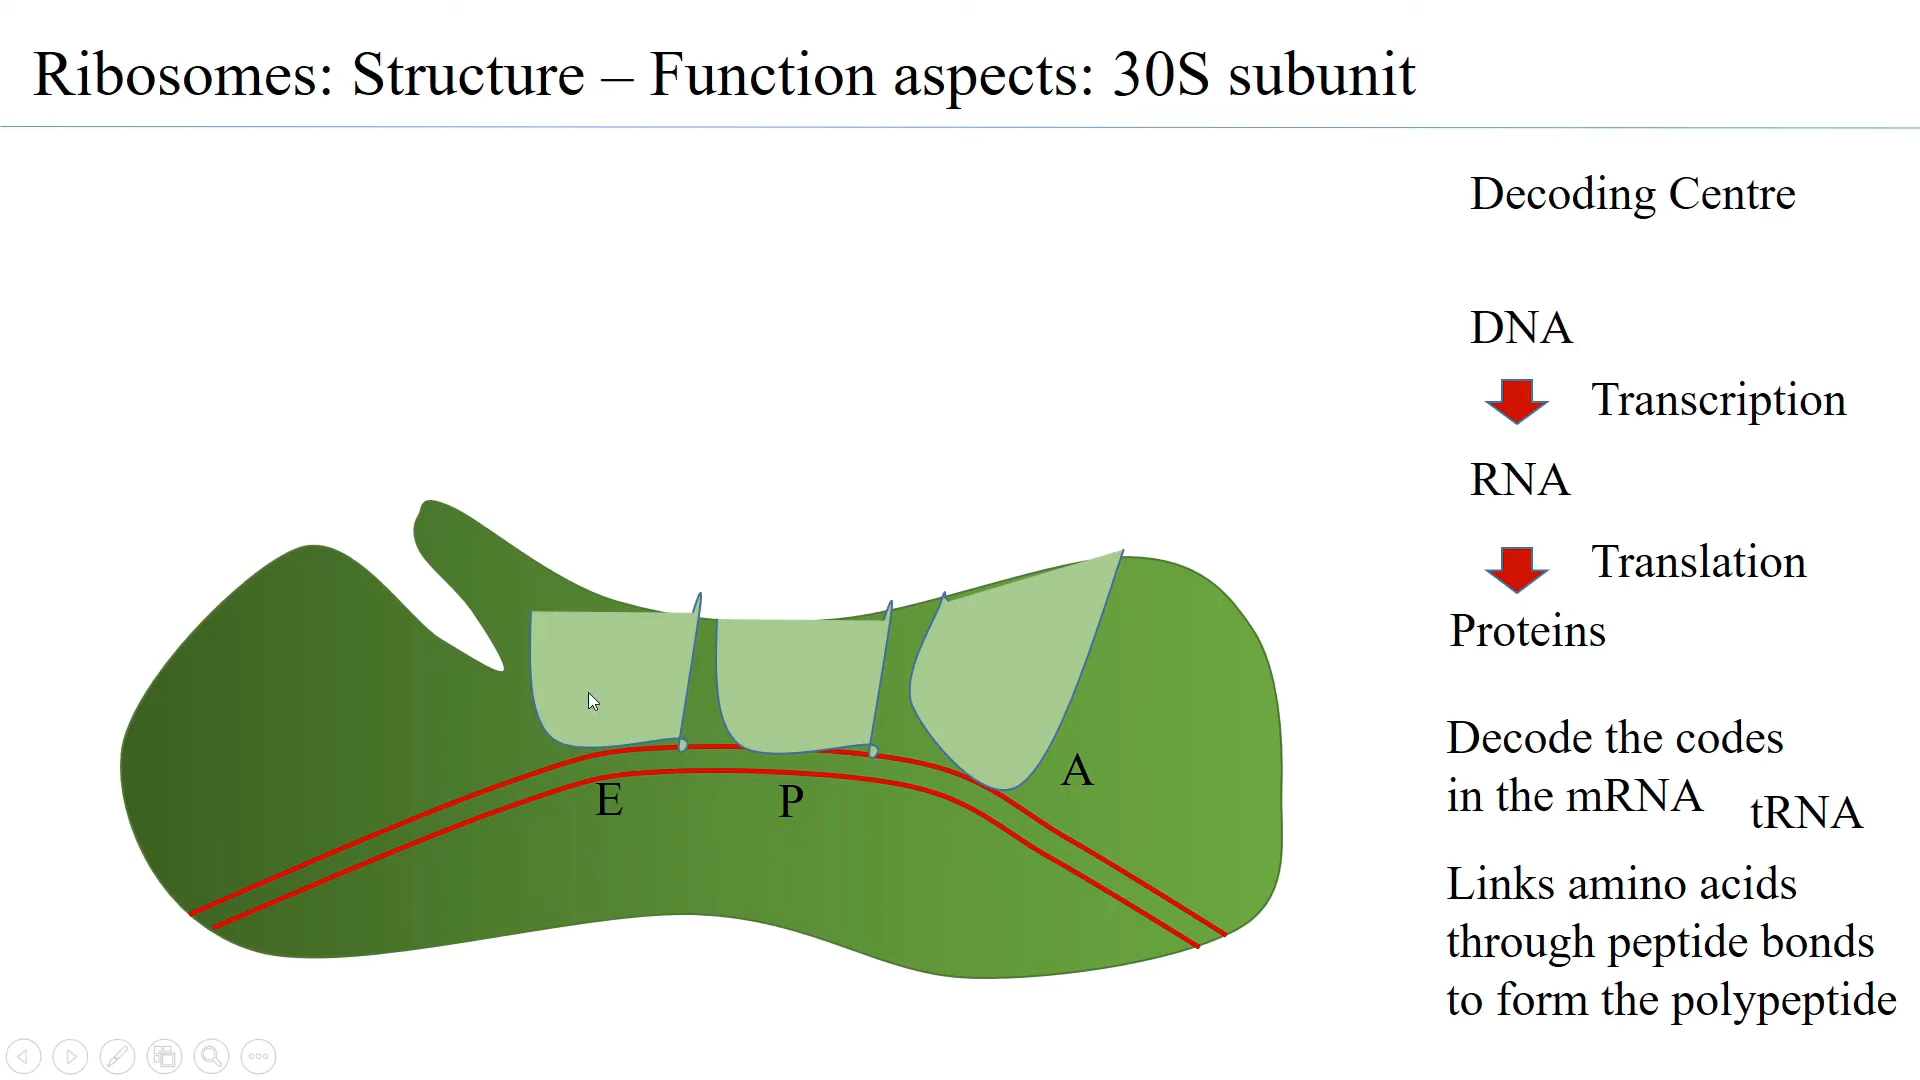 Ribosomes: Structure – Function aspects: 30S subunit
Decoding Centre
DNA
Transcription
RNA
Translation
Proteins
Decode the codes
in the mRNA
tRNA
Links amino acids
through peptide bonds
to form the polypeptide
E
P
A